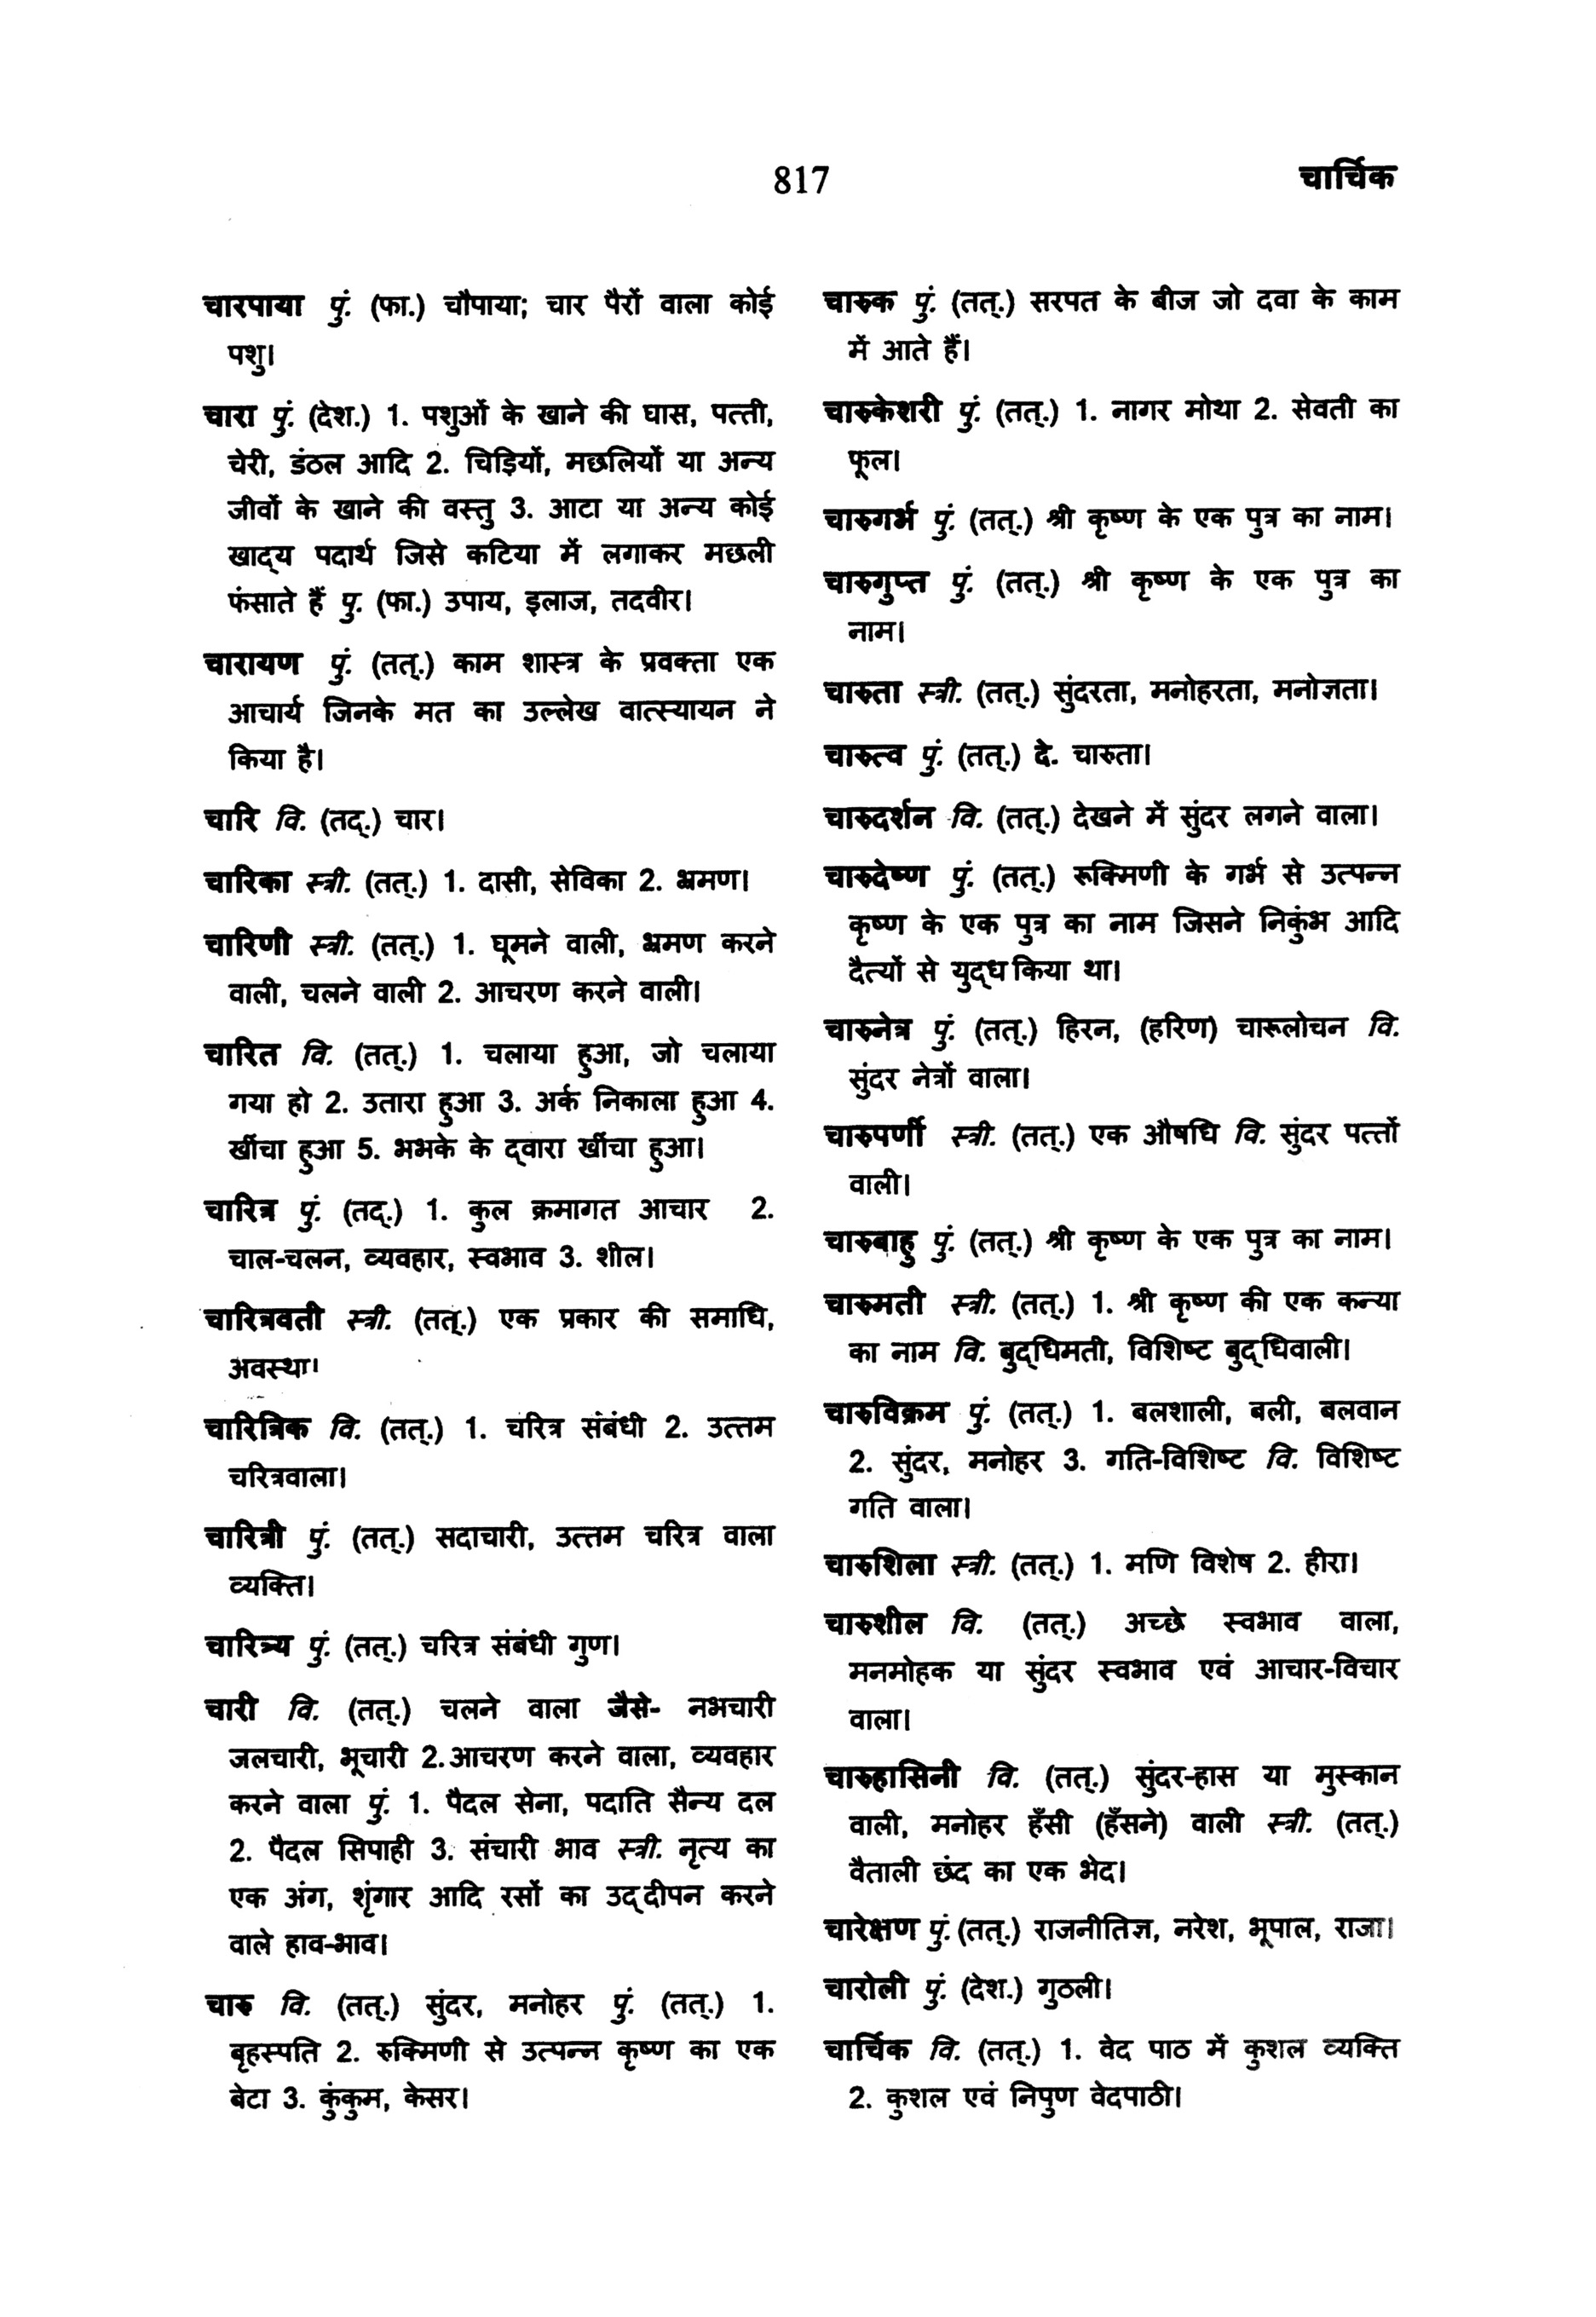 817
चार्चिक
चारपाया पुं. (फा.) चौपाया; चार पैरों वाला कोई
पशु।
चारा पुं. (देश.) 1. पशुओं के खाने की घास, पत्ती,
चेरी, डंठल आदि 2. चिड़ियों, मछलियों या अन्य
जीवों के खाने की वस्तु 3. आटा या अन्य कोई
खाद्‌य पदार्थ जिसे कटिया में लगाकर मछली
फंसाते हैं पु. (फा.) उपाय, इलाज, तदवीर।
चारायण पुं. (तत्.) काम शास्त्र के प्रवक्ता एक
आचार्य जिनके मत का उल्लेख वात्स्यायन ने
किया है।
चारि वि. (तद्.) चार।
चारिका स्त्री. (तत्.) 1. दासी, सेविका 2. भ्रमण।
चारिणी स्त्री. (तत्.) 1. घूमने वाली, भ्रमण करने
वाली, चलने वाली 2. आचरण करने वाली।
चारित वि. (तत्.) 1. चलाया हुआ, जो चलाया
गया हो 2. उतारा हुआ 3. अर्क निकाला हुआ 4.
खींचा हुआ 5. भभके के द्‌वारा खींचा हुआ।
चारित्र पुं. (तद्.) 1. कुल क्रमागत आचार 2.
चाल-चलन, व्यवहार, स्वभाव 3. शील।
चारित्रवती स्त्री. (तत्.) एक प्रकार की समाधि,
अवस्था।
चारित्रिक वि. (तत्.) 1. चरित्र संबंधी 2. उत्तम
चरित्रवाला।
चारित्री पुं. (तत्.) सदाचारी, उत्तम चरित्र वाला
व्यक्ति।
चारित्र्य पुं. (तत्.) चरित्र संबंधी गुण।
चारी वि. (तत्.) चलने वाला जैसे- नभचारी
जलचारी, भूचारी 2.आचरण करने वाला, व्यवहार
करने वाला पुं. 1. पैदल सेना, पदाति सैन्य दल
2. पैदल सिपाही 3. संचारी भाव स्त्री. नृत्य का
एक अंग, शृंगार आदि रसों का उद्‌दीपन करने
वाले हाव-भाव।
चारु वि. (तत्.) सुंदर, मनोहर पुं. (तत्.) 1.
बृहस्पति 2. रुक्मिणी से उत्पन्न कृष्ण का एक
बेटा 3. कुंकुम, केसर।
चारुक पुं. (तत्.) सरपत के बीज जो दवा के काम
में आते हैं।
चारुकेशरी पुं. (तत्.) 1. नागर मोथा 2. सेवती का
फूल।
चारुगर्भ पुं. (तत्.) श्री कृष्ण के एक पुत्र का नाम।
चारुगुप्त पुं. (तत्.) श्री कृष्ण के एक पुत्र का
नाम।
चारुता स्त्री. (तत्.) सुंदरता, मनोहरता, मनोज्ञता।
चारुत्व पुं. (तत्.) दे. चारुता।
चारुदर्शन वि. (तत्.) देखने में सुंदर लगने वाला।
चारुदेष्ण पुं. (तत्.) रूक्मिणी के गर्भ से उत्पन्न
कृष्ण के एक पुत्र का नाम जिसने निकुंभ आदि
दैत्यों से युद्‌ध किया था।
चारुनेत्र पुं. (तत्.) हिरन, (हरिण) चारूलोचन वि.
सुंदर नेत्रों वाला।
चारुपर्णी स्त्री. (तत्.) एक औषधि वि. सुंदर पत्तों
वाली।
चारुबाहु पुं. (तत्.) श्री कृष्ण के एक पुत्र का नाम।
चारुमती स्त्री. (तत्.) 1. श्री कृष्ण की एक कन्या
का नाम वि. बुद्‌धिमती, विशिष्ट बुद्‌धिवाली।
चारुविक्रम पुं. (तत्.) 1. बलशाली, बली, बलवान
2. सुंदर, मनोहर 3. गति-विशिष्ट वि. विशिष्ट
गति वाला।
चारुशिला स्त्री. (तत्.) 1. मणि विशेष 2. हीरा।
चारुशील वि. (तत्.) अच्छे स्वभाव वाला,
मनमोहक या सुंदर स्वभाव एवं आचार-विचार
वाला।
चारुहासिनी वि. (तत्.) सुंदर-हास या मुस्कान
वाली, मनोहर हँसी (हँसने) वाली स्त्री. (तत्.)
वैताली छंद का एक भेद।
चारेक्षण पुं. (तत्.) राजनीतिज्ञ, नरेश, भूपाल, राजा।
चारोली पुं. (देश.) गुठली।
चार्चिक वि. (तत्.) 1. वेद पाठ में कुशल व्यक्ति
2. कुशल एवं निपुण वेदपाठी।